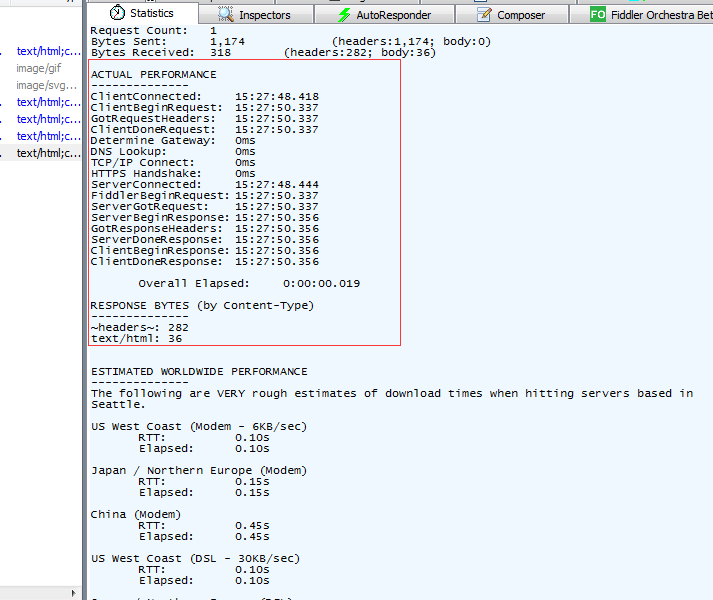 Statistics
Inspectors
AutoResponder
Composer
FO Fiddler Orchestra Bet
text/html;c...
image/gif
image/svg...
text/html;c...
text/html;c...
text/html;c...
text/html;c...
Request Count: 1
Bytes Sent: 1,174 (headers:1,174; body:0)
Bytes Received: 318 (headers:282; body:36)
ACTUAL PERFORMANCE
--------------
ClientConnected: 15:27:48.418
ClientBeginRequest: 15:27:50.337
GotRequestHeaders: 15:27:50.337
ClientDoneRequest: 15:27:50.337
Determine Gateway: 0ms
DNS Lookup: 0ms
TCP/IP Connect: 0ms
HTTPS Handshake: 0ms
ServerConnected: 15:27:48.444
FiddlerBeginRequest: 15:27:50.337
ServerGotRequest: 15:27:50.337
ServerBeginResponse: 15:27:50.356
GotResponseHeaders: 15:27:50.356
ServerDoneResponse: 15:27:50.356
ClientBeginResponse: 15:27:50.356
ClientDoneResponse: 15:27:50.356
Overall Elapsed: 0:00:00.019
RESPONSE BYTES (by Content-Type)
--------------
~headers~: 282
text/html: 36
ESTIMATED WORLDWIDE PERFORMANCE
--------------
The following are VERY rough estimates of download times when hitting servers based in
Seattle.
US West Coast (Modem - 6KB/sec)
RTT: 0.10s
Elapsed: 0.10s
Japan / Northern Europe (Modem)
RTT: 0.15s
Elapsed: 0.15s
China (Modem)
RTT: 0.45s
Elapsed: 0.45s
US West Coast (DSL - 30KB/sec)
RTT: 0.10s
Elapsed: 0.10s